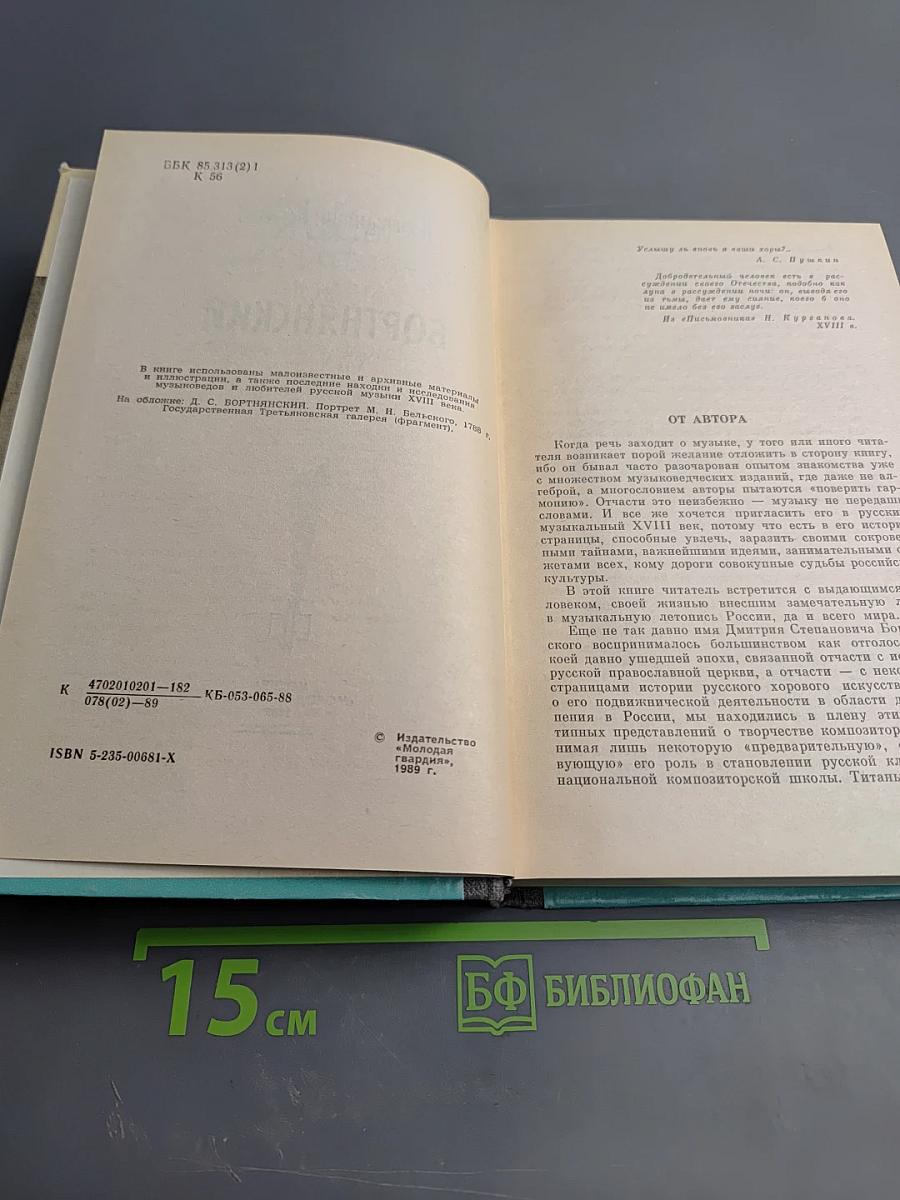 ББК 85.313(2)1
К 56
В книге использованы малоизвестные и архивные материалы
и иллюстрации, а также последние находки и исследования
музыковедов и любителей русской музыки XVIII века.
На обложке: Д. С. БОРТНЯНСКИЙ. Портрет М. И. Бельского, 1788 г.
Государственная Третьяковская галерея (фрагмент).
К 4702010201—182 КБ-053-065-88
078(02)—89
ISBN 5-235-00681-X
© Издательство
«Молодая
гвардия»,
1989 г.
Услышу ль вновь я ваши хоры?..
А. С. Пушкин
Добродетельный человек есть в рас-
суждении своего Отечества, подобно как
луна в рассуждении ночи: он, выводя его
из тьмы, дает ему сияние, коего б оно
не имело без его заслуг.
Из «Письмовника» Н. Курганова.
XVIII в.
ОТ АВТОРА
Когда речь заходит о музыке, у того или иного чита-
теля возникает порой желание отложить в сторону книгу,
ибо он бывал часто разочарован опытом знакомства уже
с множеством музыковедческих изданий, где даже не ал-
геброй, а многословием авторы пытаются «поверить гар-
монию». Отчасти это неизбежно — музыку не передашь
словами. И все же хочется пригласить его в русский
музыкальный XVIII век, потому что есть в его истори
страницы, способные увлечь, заразить своими сокрове
ными тайнами, важнейшими идеями, занимательными с
жетами всех, кому дороги совокупные судьбы российс
культуры.
В этой книге читатель встретится с выдающимся
ловеком, своей жизнью внесшим замечательную л
в музыкальную летопись России, да и всего мира.
Еще не так давно имя Дмитрия Степановича Бор
ского воспринималось большинством как отголос
коей давно ушедшей эпохи, связанной отчасти с ис
русской православной церкви, а отчасти — с неко
страницами истории русского хорового искусств
о его подвижнической деятельности в области д
пения в России, мы находились в плену эти
типных представлений о творчестве композитор
нимая лишь некоторую «предварительную»,
вующую» его роль в становлении русской кл
национальной композиторской школы. Титаны
15 см
БФ БИБЛИОФАН